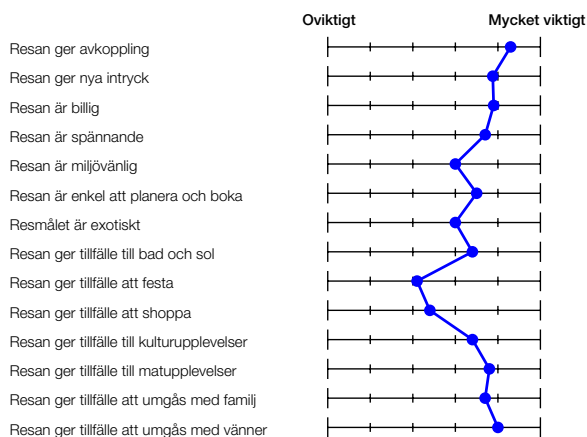 Oviktigt Mycket viktigt
Resan ger avkoppling
Resan ger nya intryck
Resan är billig
Resan är spännande
Resan är miljövänlig
Resan är enkel att planera och boka
Resmålet är exotiskt
Resan ger tillfälle till bad och sol
Resan ger tillfälle att festa
Resan ger tillfälle att shoppa
Resan ger tillfälle till kulturupplevelser
Resan ger tillfälle till matupplevelser
Resan ger tillfälle att umgås med familj
Resan ger tillfälle att umgås med vänner